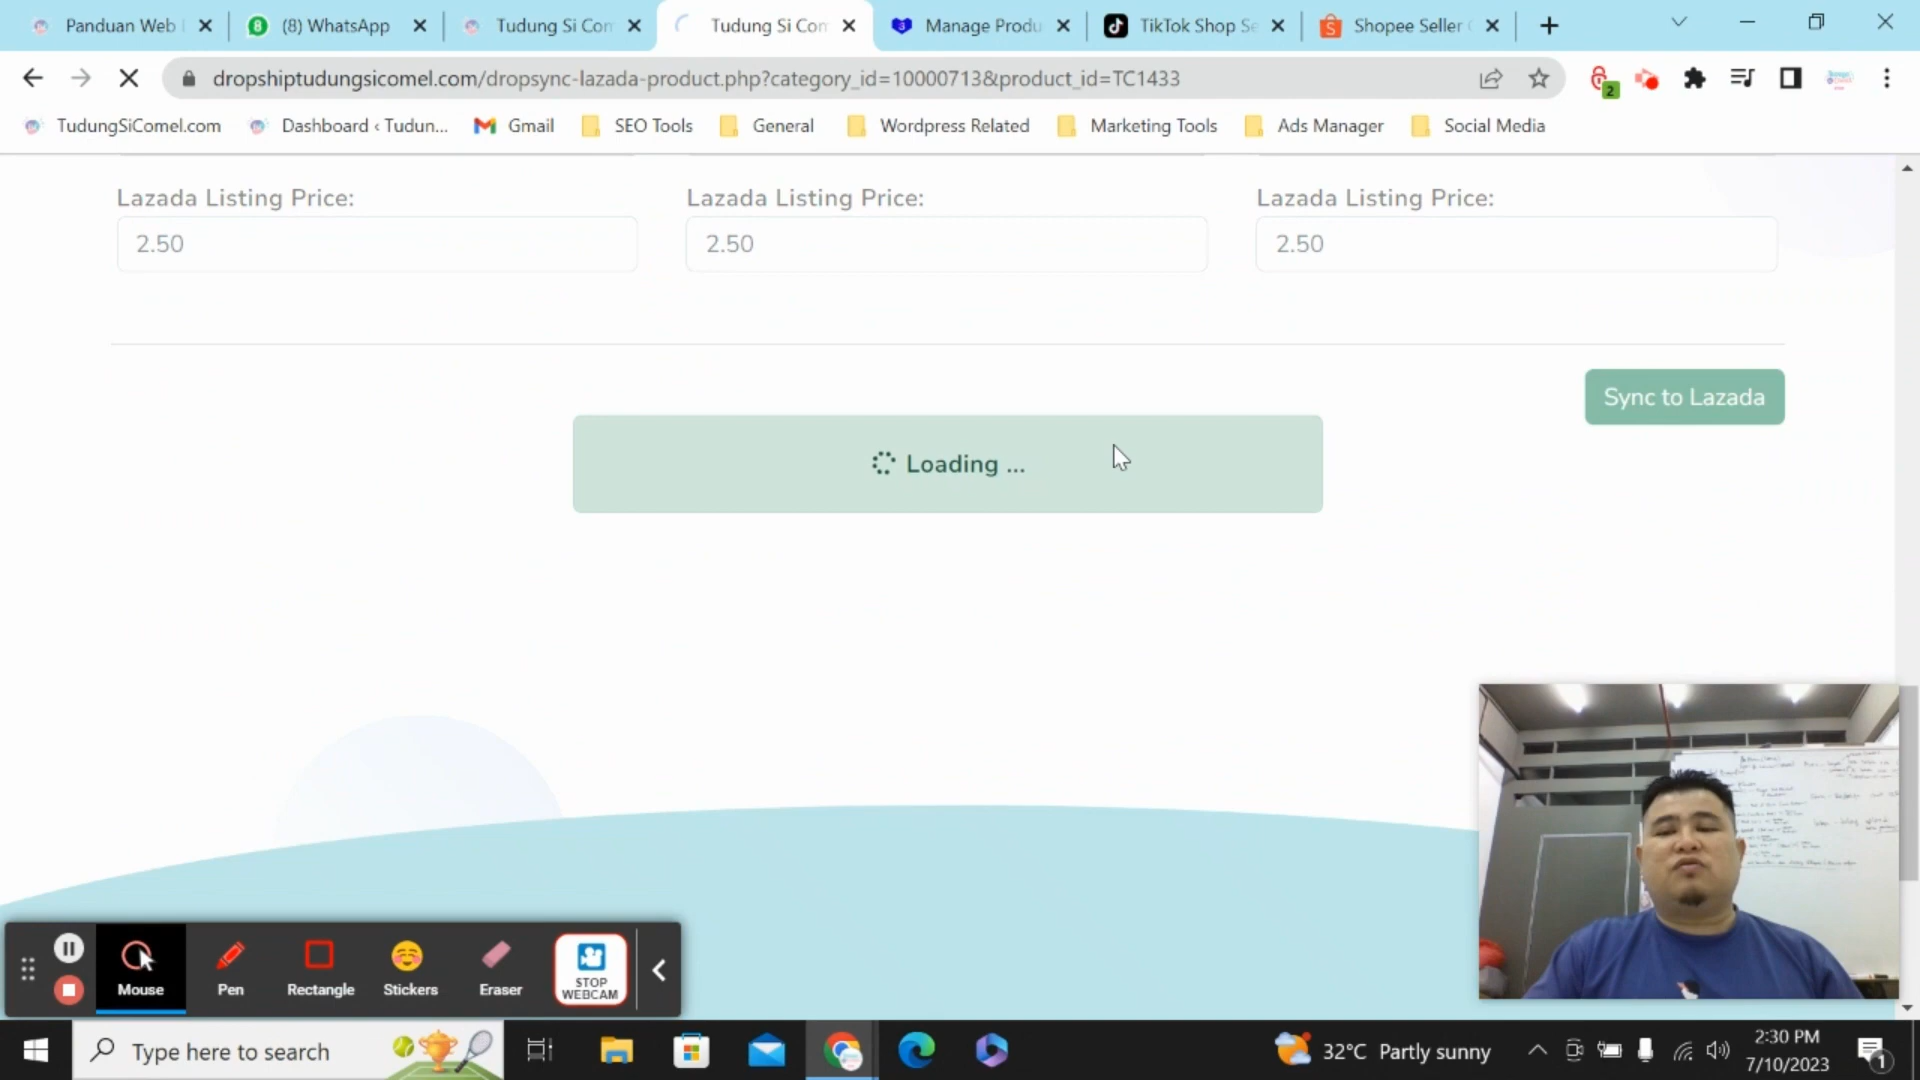 Panduan Web
(8) WhatsApp
Tudung Si Com
Tudung Si Com
Manage Produ
TikTok Shop Se
Shopee Seller
dropshiptudungsicomel.com/dropsync-lazada-product.php?category_id=10000713&product_id=TC1433
2
TudungSiComel.com
Dashboard ‹ Tudun...
Gmail
SEO Tools
General
Wordpress Related
Marketing Tools
Ads Manager
Social Media
Lazada Listing Price:
Lazada Listing Price:
Lazada Listing Price:
2.50
2.50
2.50
Sync to Lazada
Loading ...
Mouse
Pen
Rectangle
Stickers
Eraser
STOP
WEBCAM
Type here to search
32°C Partly sunny
2:30 PM
7/10/2023
1